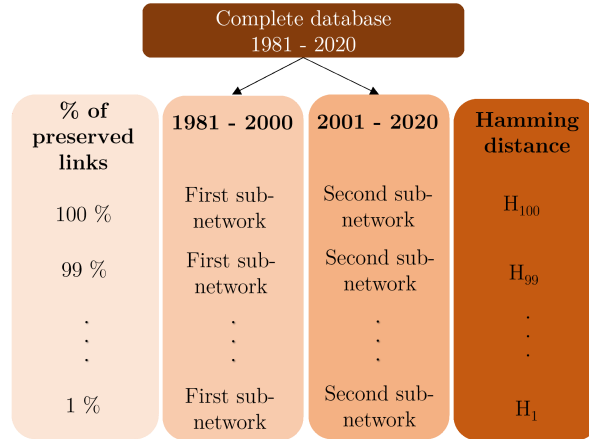 Complete database
1981 - 2020
% of
preserved
links
1981 - 2000
2001 - 2020
Hamming
distance
100 %
First sub-
network
Second sub-
network
H100
99 %
First sub-
network
Second sub-
network
H99
.
.
.
.
.
.
.
.
.
.
.
.
1 %
First sub-
network
Second sub-
network
H1